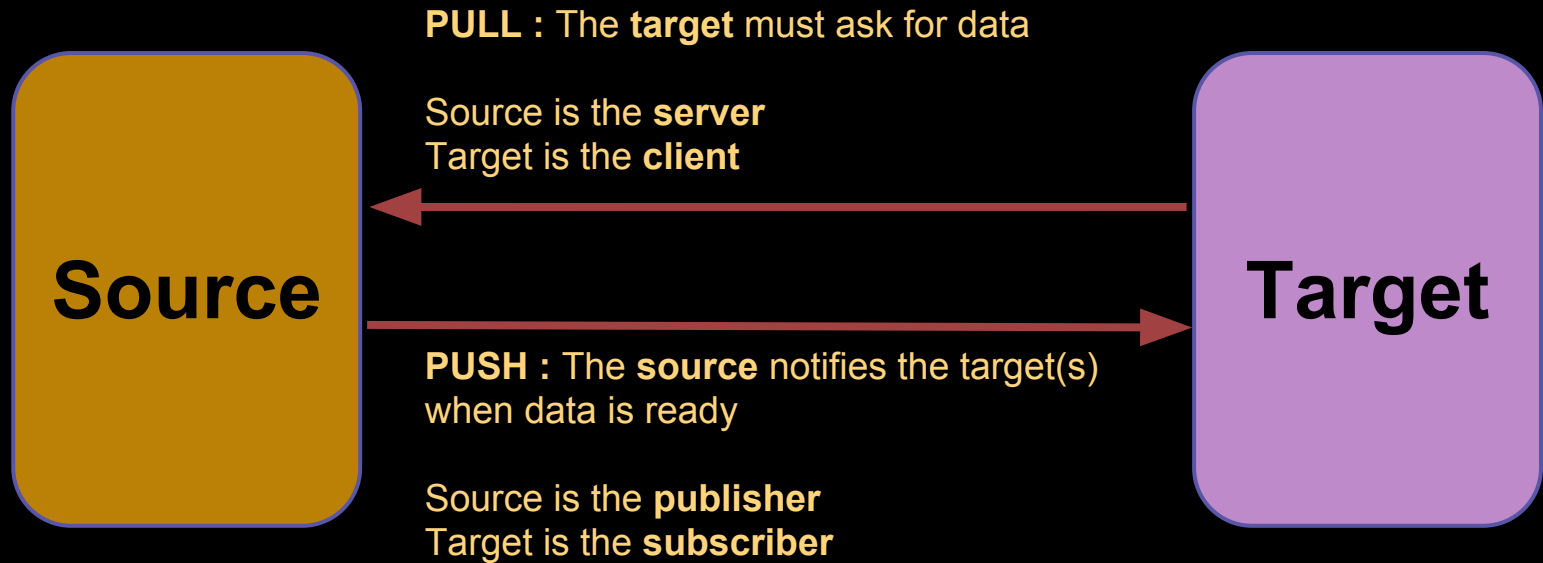 PULL : The target must ask for data
Source is the server
Target is the client
Source
Target
PUSH : The source notifies the target(s)
when data is ready
Source is the publisher
Target is the subscriber